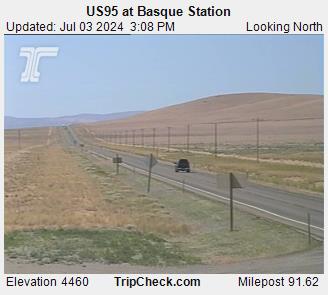 US95 at Basque Station
Updated: Jul 03 2024 3:08 PM Looking North
Elevation 4460 TripCheck.com Milepost 91.62